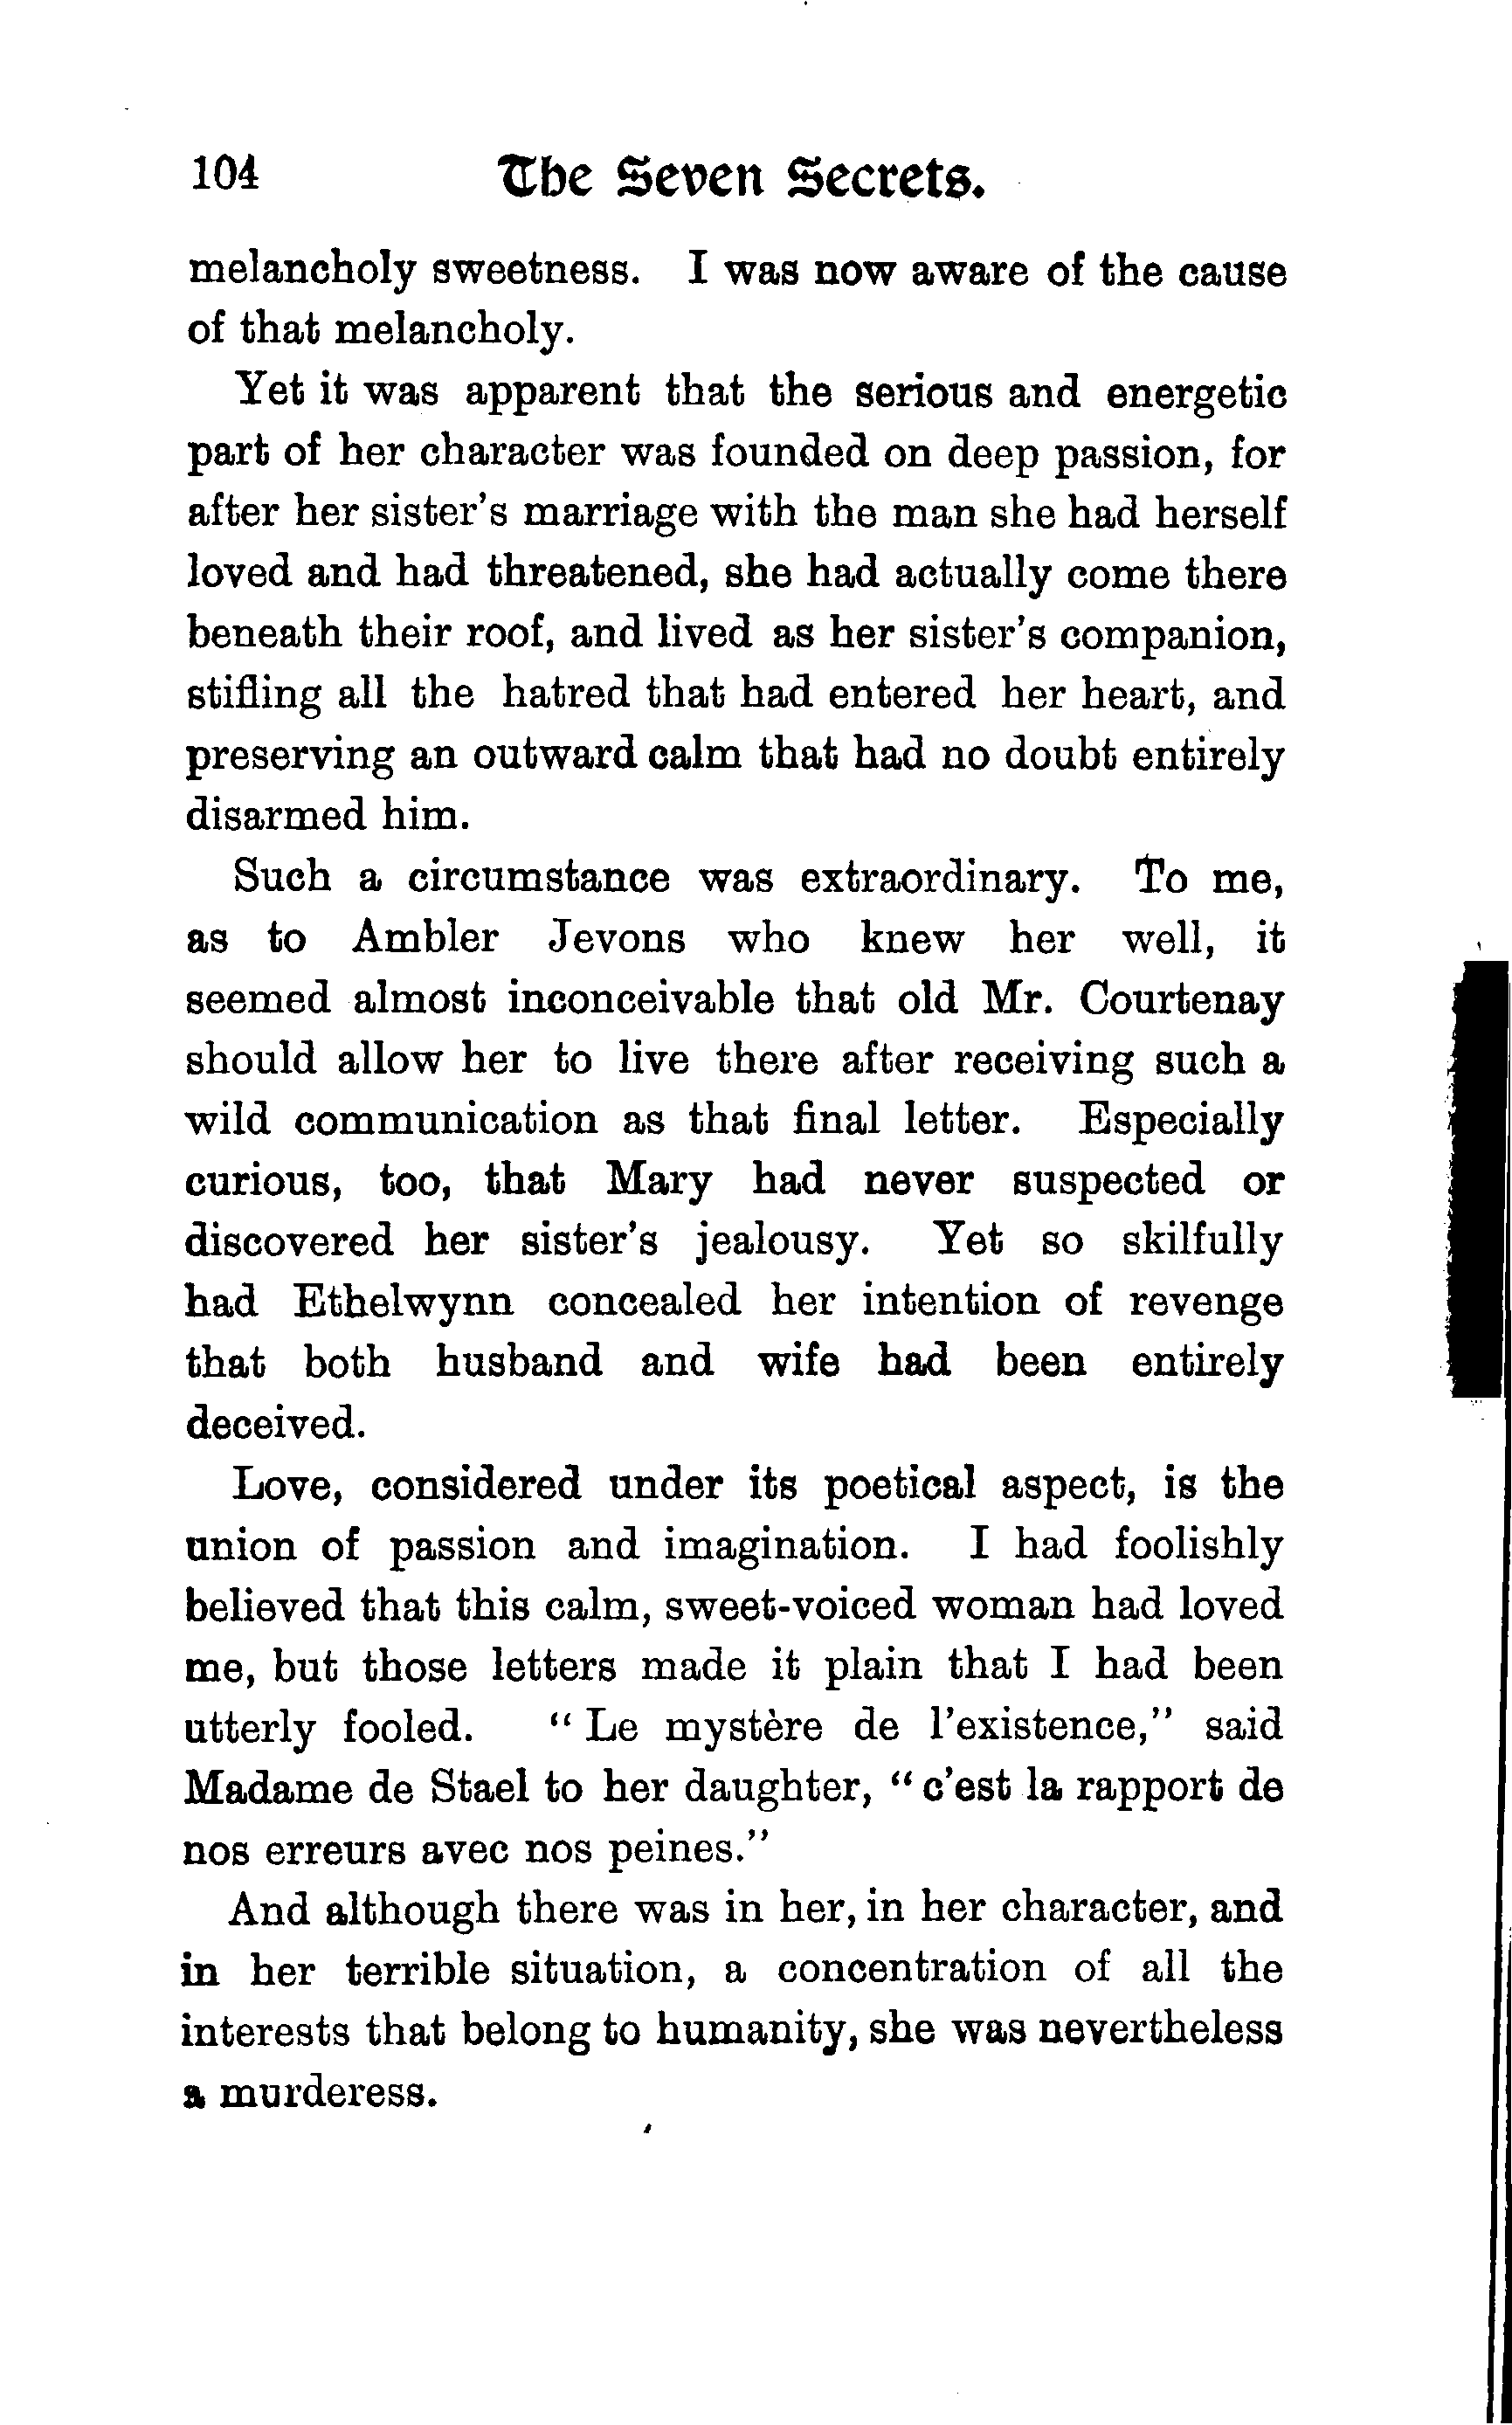 104 The Seven Secrets.
melancholy sweetness. I was now aware of the cause
of that melancholy.
Yet it was apparent that the serious and energetic
part of her character was founded on deep passion, for
after her sister's marriage with the man she had herself
loved and had threatened, she had actually come there
beneath their roof, and lived as her sister's companion,
stifling all the hatred that had entered her heart, and
preserving an outward calm that had no doubt entirely
disarmed him.
Such a circumstance was extraordinary. To me,
as to Ambler Jevons who knew her well, it
seemed almost inconceivable that old Mr. Courtenay
should allow her to live there after receiving such a
wild communication as that final letter. Especially
curious, too, that Mary had never suspected or
discovered her sister's jealousy. Yet so skilfully
had Ethelwynn concealed her intention of revenge
that both husband and wife had been entirely
deceived.
Love, considered under its poetical aspect, is the
union of passion and imagination. I had foolishly
believed that this calm, sweet-voiced woman had loved
me, but those letters made it plain that I had been
utterly fooled. "Le mystère de l'existence," said
Madame de Stael to her daughter, "c'est la rapport de
nos erreurs avec nos peines."
And although there was in her, in her character, and
in her terrible situation, a concentration of all the
interests that belong to humanity, she was nevertheless
a murderess.